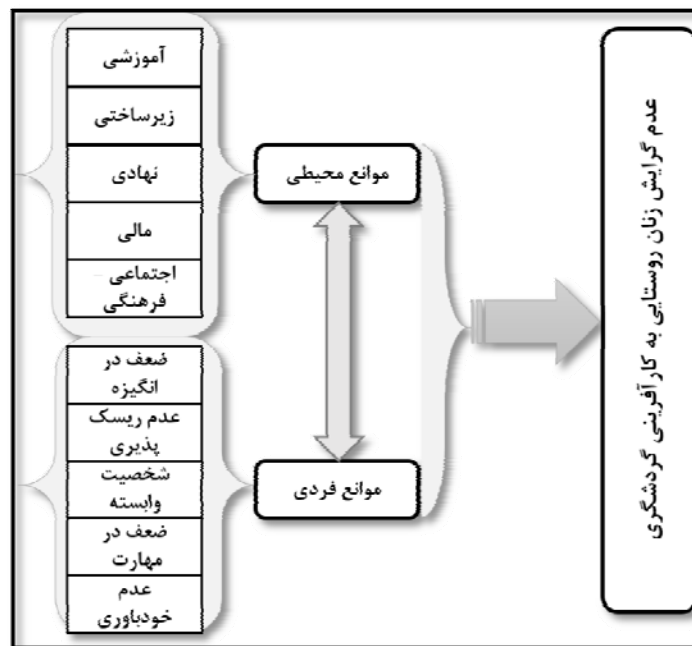 عدم گرایش زنان روستایی به کارآفرینی گردشگری
موانع محیطی
آموزشی
زیرساختی
نهادی
مالی
اجتماعی –
فرهنگی
موانع فردی
ضعف در
انگیزه
عدم ریسک
پذیری
شخصیت
وابسته
ضعف در
مهارت
عدم
خودباوری